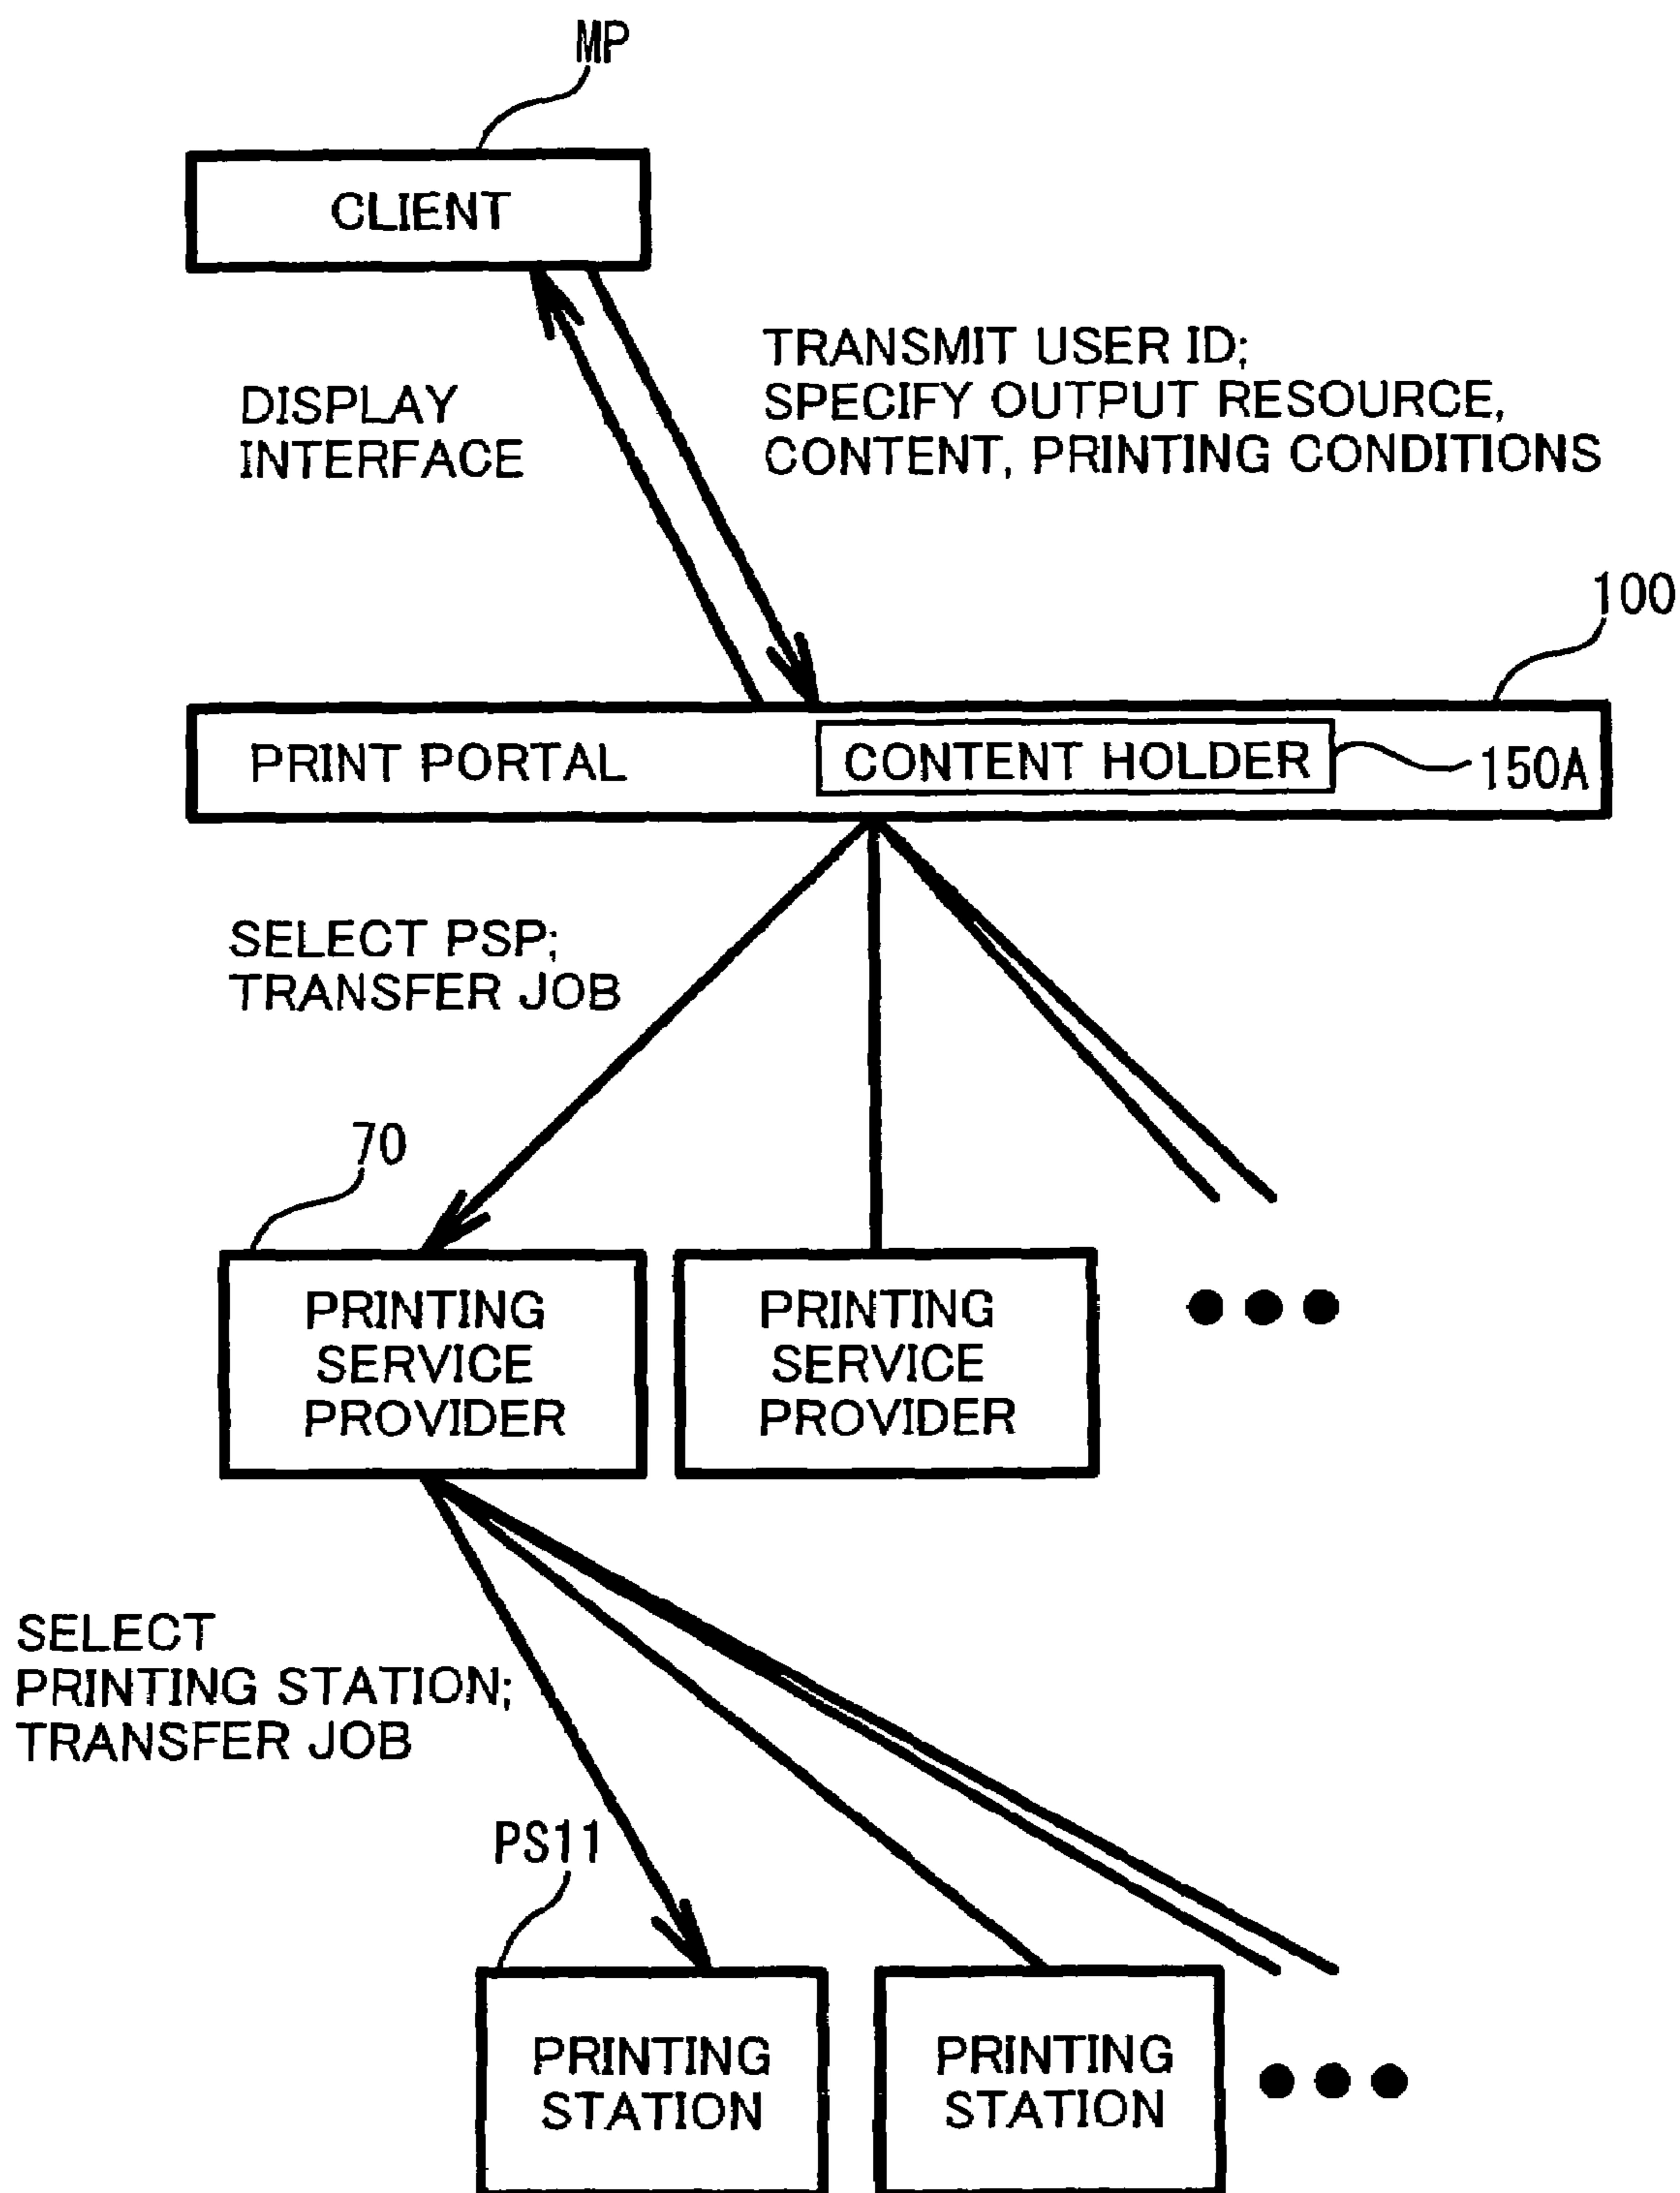 MP
CLIENT
DISPLAY
INTERFACE
TRANSMIT USER ID;
SPECIFY OUTPUT RESOURCE,
CONTENT, PRINTING CONDITIONS
100
PRINT PORTAL
CONTENT HOLDER
150A
SELECT PSP;
TRANSFER JOB
70
PRINTING
SERVICE
PROVIDER
PRINTING
SERVICE
PROVIDER
SELECT
PRINTING STATION;
TRANSFER JOB
PS11
PRINTING
STATION
PRINTING
STATION